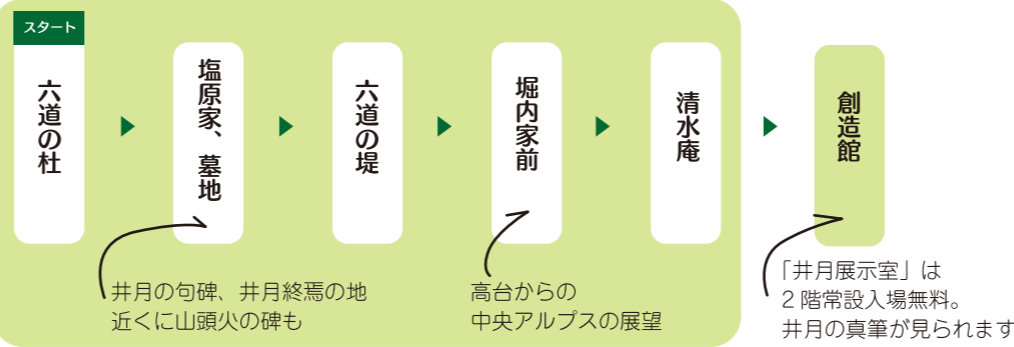 スタート
六道の杜
塩原家、墓地
六道の堤
堀内家前
清水庵
創造館
井月の句碑、井月終焉の地
近くに山頭火の碑も
高台からの
中央アルプスの展望
「井月展示室」は
2階常設入場無料。
井月の真筆が見られます